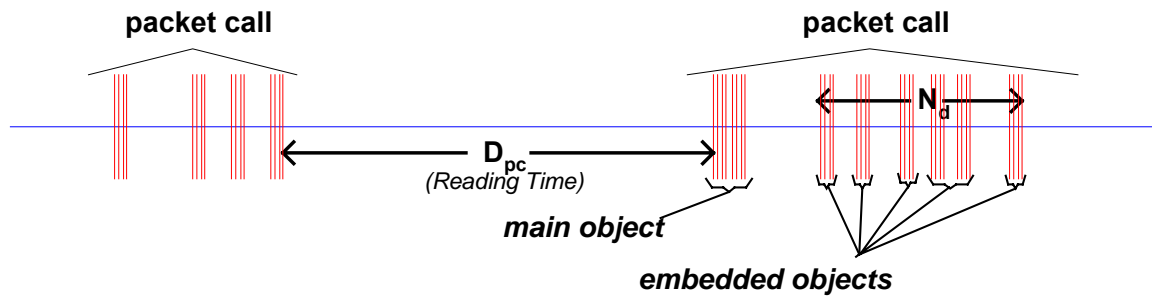 packet call
packet call
N_d
D_pc
(Reading Time)
main object
embedded objects